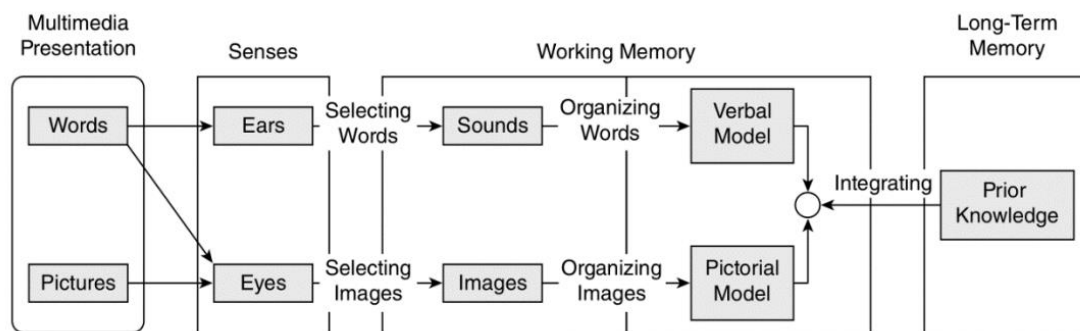 Multimedia
Presentation
Senses
Working Memory
Long-Term
Memory
Words
Ears
Selecting
Words
Sounds
Organizing
Words
Verbal
Model
Integrating
Prior
Knowledge
Pictures
Eyes
Selecting
Images
Images
Organizing
Images
Pictorial
Model